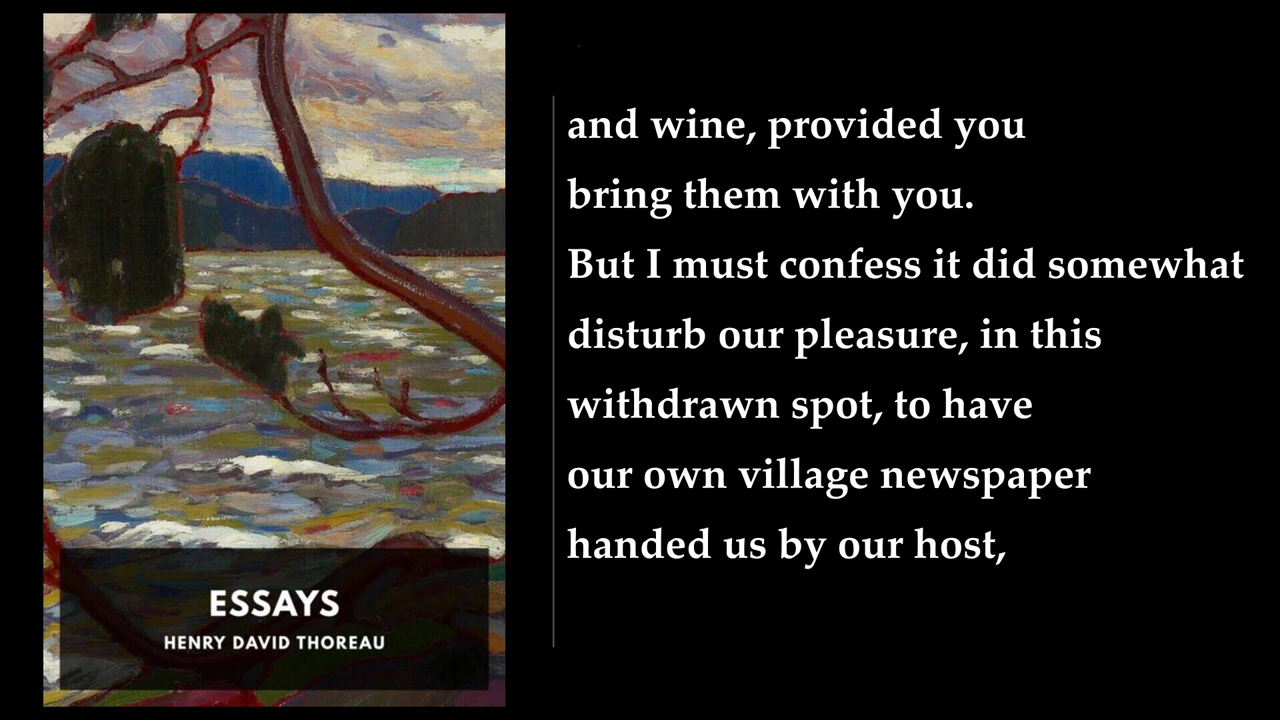 ESSAYS
HENRY DAVID THOREAU
and wine, provided you
bring them with you.
But I must confess it did somewhat
disturb our pleasure, in this
withdrawn spot, to have
our own village newspaper
handed us by our host,